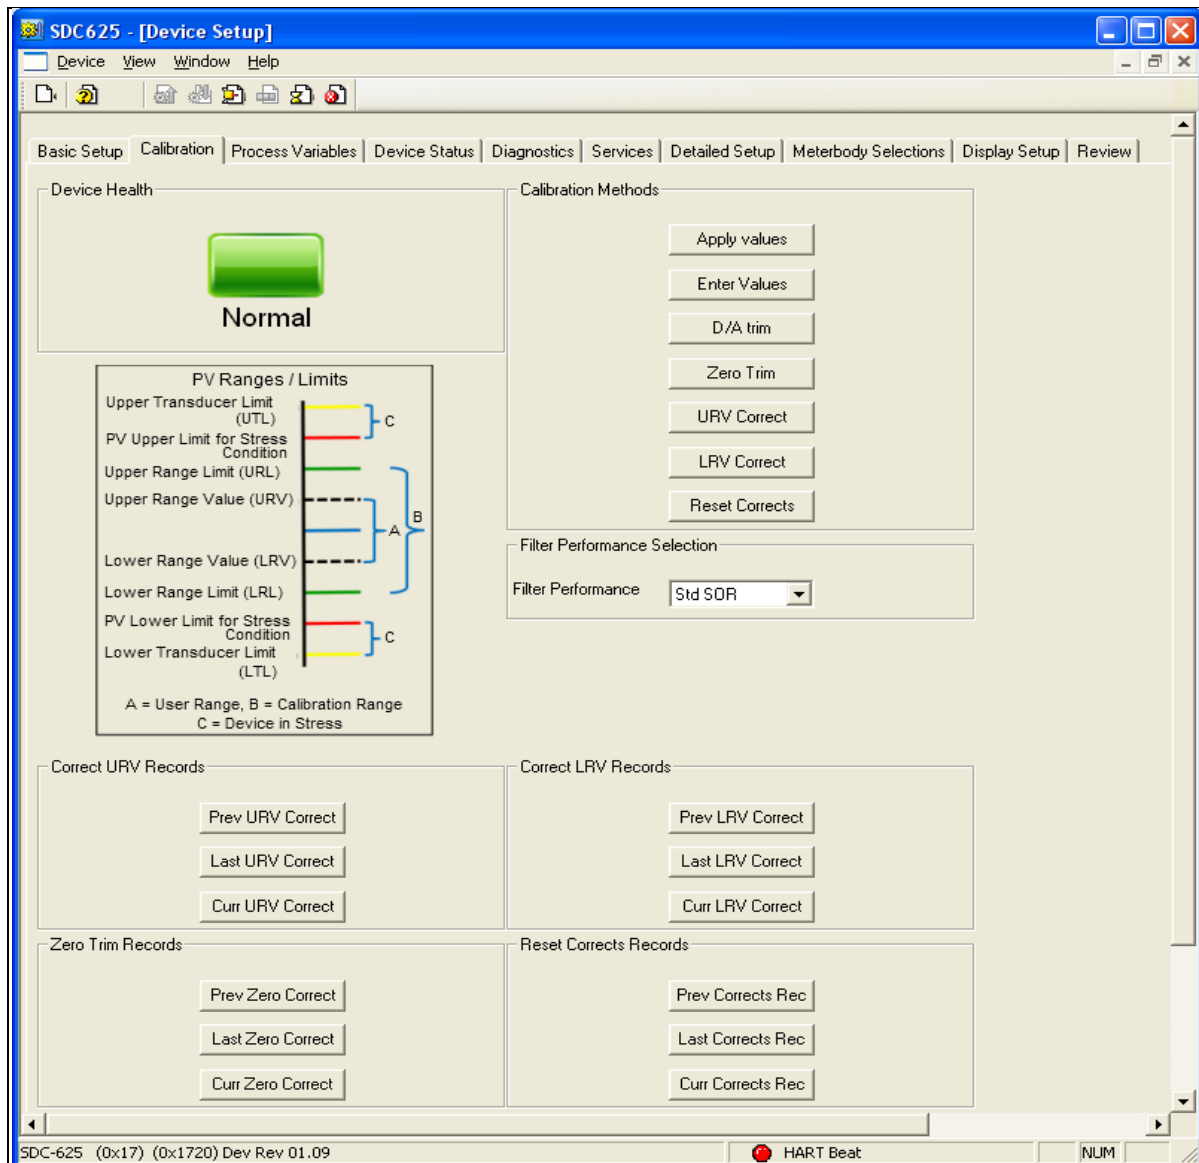 SDC625 - [Device Setup]
Device View Window Help
Basic Setup Calibration Process Variables Device Status Diagnostics Services Detailed Setup Meterbody Selections Display Setup Review
Device Health
Normal
PV Ranges / Limits
Upper Transducer Limit
(UTL)
C
PV Upper Limit for Stress
Condition
Upper Range Limit (URL)
Upper Range Value (URV)
B
A
Lower Range Value (LRV)
Lower Range Limit (LRL)
PV Lower Limit for Stress
Condition
C
Lower Transducer Limit
(LTL)
A = User Range, B = Calibration Range
C = Device in Stress
Calibration Methods
Apply values
Enter Values
D/A trim
Zero Trim
URV Correct
LRV Correct
Reset Corrects
Filter Performance Selection
Filter Performance Std SOR
Correct URV Records
Prev URV Correct
Last URV Correct
Curr URV Correct
Correct LRV Records
Prev LRV Correct
Last LRV Correct
Curr LRV Correct
Zero Trim Records
Prev Zero Correct
Last Zero Correct
Curr Zero Correct
Reset Corrects Records
Prev Corrects Rec
Last Corrects Rec
Curr Corrects Rec
SDC-625 (0x17) (0x1720) Dev Rev 01.09 HART Beat NUM